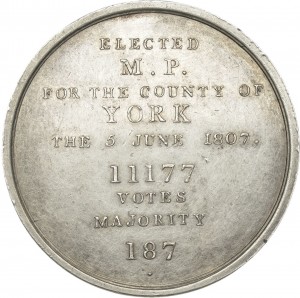 ELECTED
M.P.
FOR THE COUNTY OF
YORK
THE 5 JUNE 1807.
11177
VOTES
MAJORITY
187